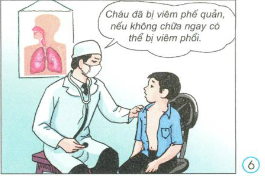 Cháu đã bị viêm phế quản,
nếu không chữa ngay có
thể bị viêm phổi.
6